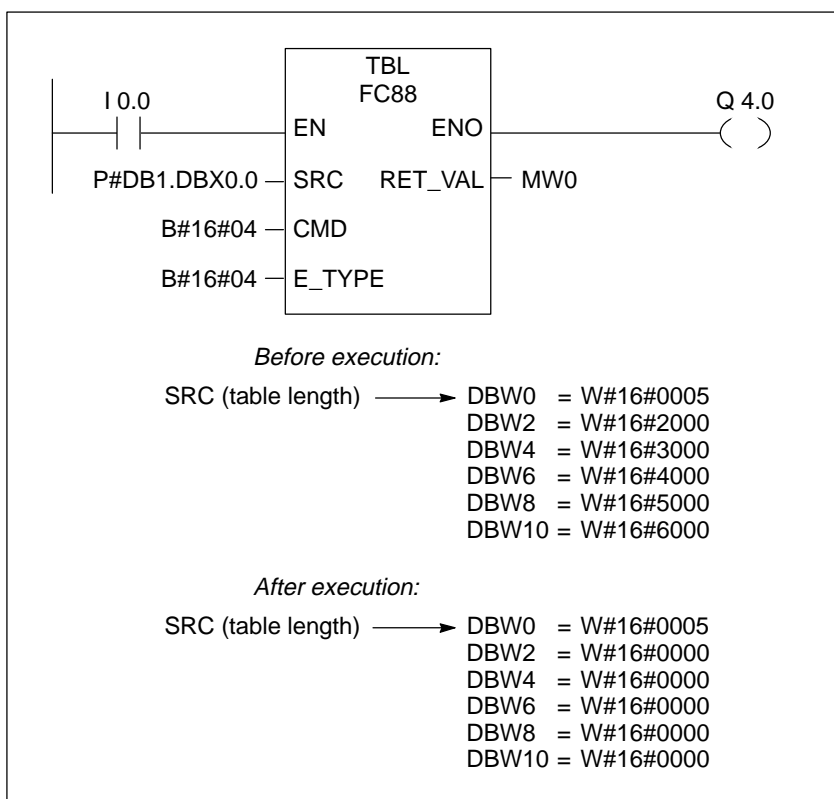 TBL
FC88
I 0.0
Q 4.0
EN ENO
P#DB1.DBX0.0 SRC RET_VAL MW0
B#16#04 CMD
B#16#04 E_TYPE
Before execution:
SRC (table length) DBW0 = W#16#0005
DBW2 = W#16#2000
DBW4 = W#16#3000
DBW6 = W#16#4000
DBW8 = W#16#5000
DBW10 = W#16#6000
After execution:
SRC (table length) DBW0 = W#16#0005
DBW2 = W#16#0000
DBW4 = W#16#0000
DBW6 = W#16#0000
DBW8 = W#16#0000
DBW10 = W#16#0000